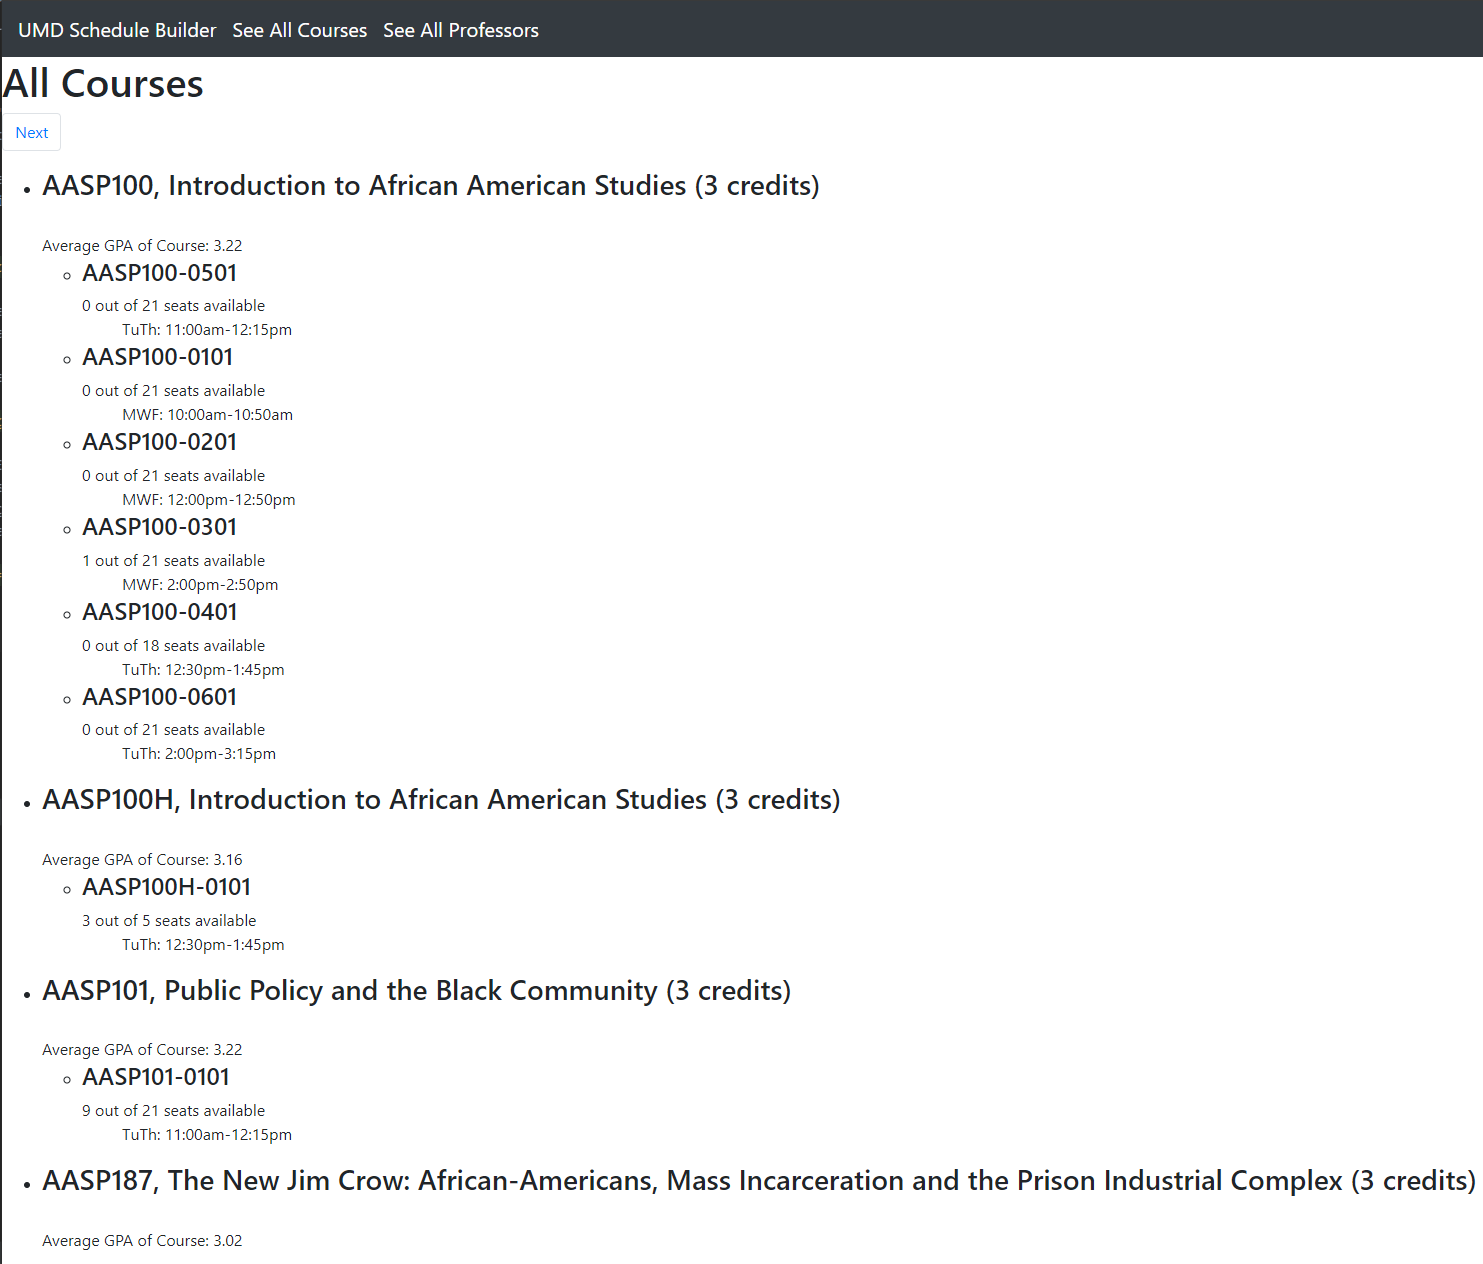 UMD Schedule Builder See All Courses See All Professors
All Courses
Next
AASP100, Introduction to African American Studies (3 credits)
Average GPA of Course: 3.22
AASP100-0501
0 out of 21 seats available
TuTh: 11:00am-12:15pm
AASP100-0101
0 out of 21 seats available
MWF: 10:00am-10:50am
AASP100-0201
0 out of 21 seats available
MWF: 12:00pm-12:50pm
AASP100-0301
1 out of 21 seats available
MWF: 2:00pm-2:50pm
AASP100-0401
0 out of 18 seats available
TuTh: 12:30pm-1:45pm
AASP100-0601
0 out of 21 seats available
TuTh: 2:00pm-3:15pm
AASP100H, Introduction to African American Studies (3 credits)
Average GPA of Course: 3.16
AASP100H-0101
3 out of 5 seats available
TuTh: 12:30pm-1:45pm
AASP101, Public Policy and the Black Community (3 credits)
Average GPA of Course: 3.22
AASP101-0101
9 out of 21 seats available
TuTh: 11:00am-12:15pm
AASP187, The New Jim Crow: African-Americans, Mass Incarceration and the Prison Industrial Complex (3 credits)
Average GPA of Course: 3.02